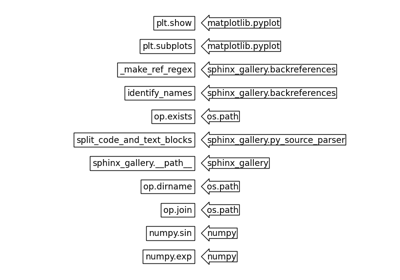 plt.show matplotlib.pyplot
plt.subplots matplotlib.pyplot
_make_ref_regex sphinx_gallery.backreferences
identify_names sphinx_gallery.backreferences
op.exists os.path
split_code_and_text_blocks sphinx_gallery.py_source_parser
sphinx_gallery.__path__ sphinx_gallery
op.dirname os.path
op.join os.path
numpy.sin numpy
numpy.exp numpy